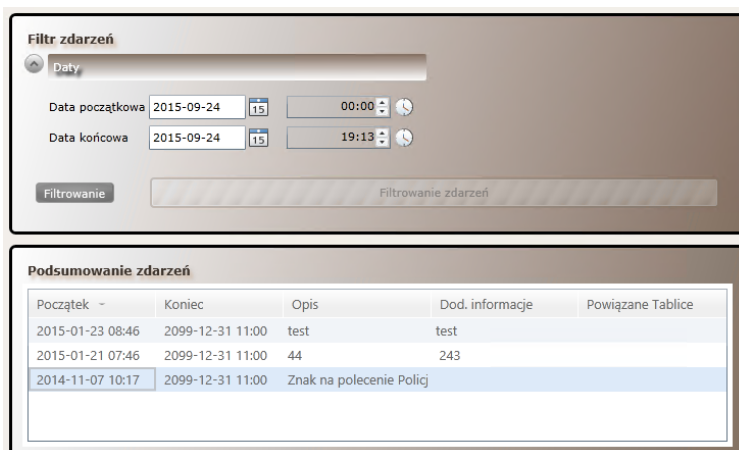 Filtr zdarzeń
Daty
Data początkowa 2015-09-24 15 00:00
Data końcowa 2015-09-24 15 19:13
Filtrowanie Filtrowanie zdarzeń
Podsumowanie zdarzeń
Początek Koniec Opis Dod. informacje Powiązane Tablice
2015-01-23 08:46 2099-12-31 11:00 test test
2015-01-21 07:46 2099-12-31 11:00 44 243
2014-11-07 10:17 2099-12-31 11:00 Znak na polecenie Policj